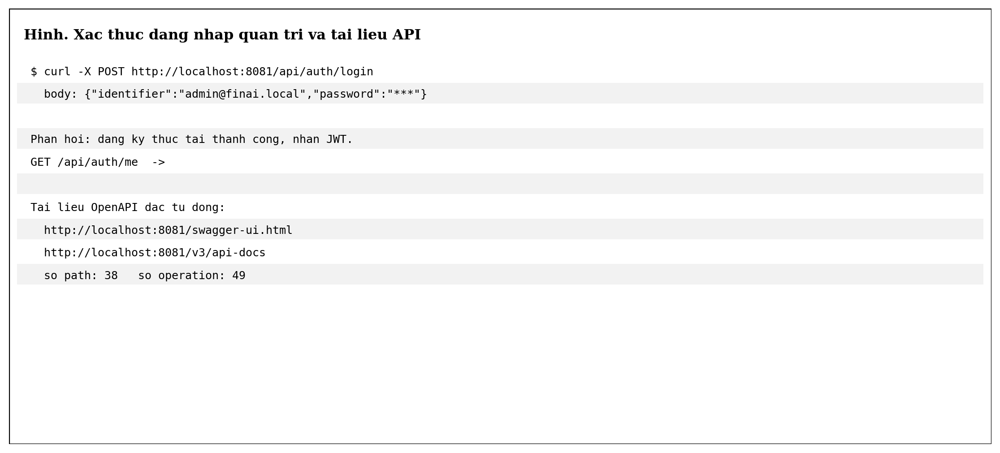 Hinh. Xac thuc dang nhap quan tri va tai lieu API
$ curl -X POST http://localhost:8081/api/auth/login
body: {"identifier":"admin@finai.local","password":"***"}
Phan hoi: dang ky thuc tai thanh cong, nhan JWT.
GET /api/auth/me  ->
Tai lieu OpenAPI dac tu dong:
http://localhost:8081/swagger-ui.html
http://localhost:8081/v3/api-docs
so path: 38   so operation: 49